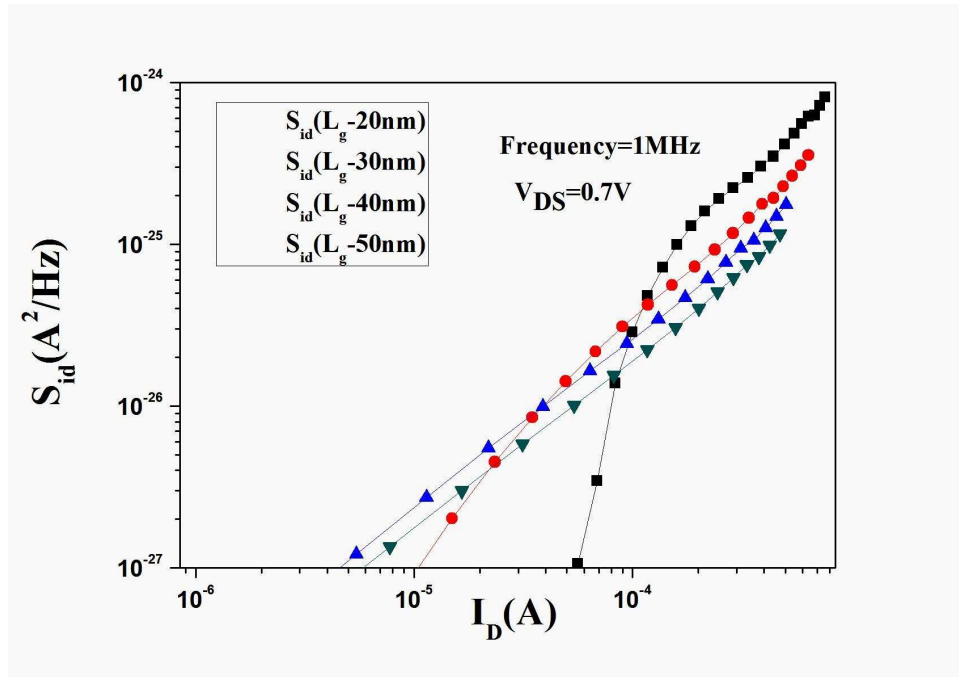 10^-24
S_id(L_g-20nm)
S_id(L_g-30nm)
S_id(L_g-40nm)
S_id(L_g-50nm)
Frequency=1MHz
V_DS=0.7V
10^-25
S_id(A^2/Hz)
10^-26
10^-27
10^-6
10^-5
10^-4
I_D(A)